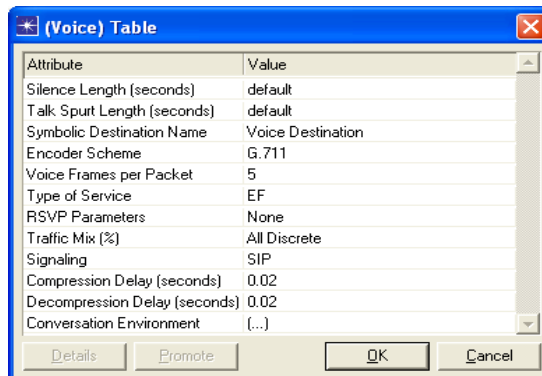 (Voice) Table
Attribute Value
Silence Length (seconds) default
Talk Spurt Length (seconds) default
Symbolic Destination Name Voice Destination
Encoder Scheme G.711
Voice Frames per Packet 5
Type of Service EF
RSVP Parameters None
Traffic Mix (%) All Discrete
Signaling SIP
Compression Delay (seconds) 0.02
Decompression Delay (seconds) 0.02
Conversation Environment (...)
Details Promote OK Cancel